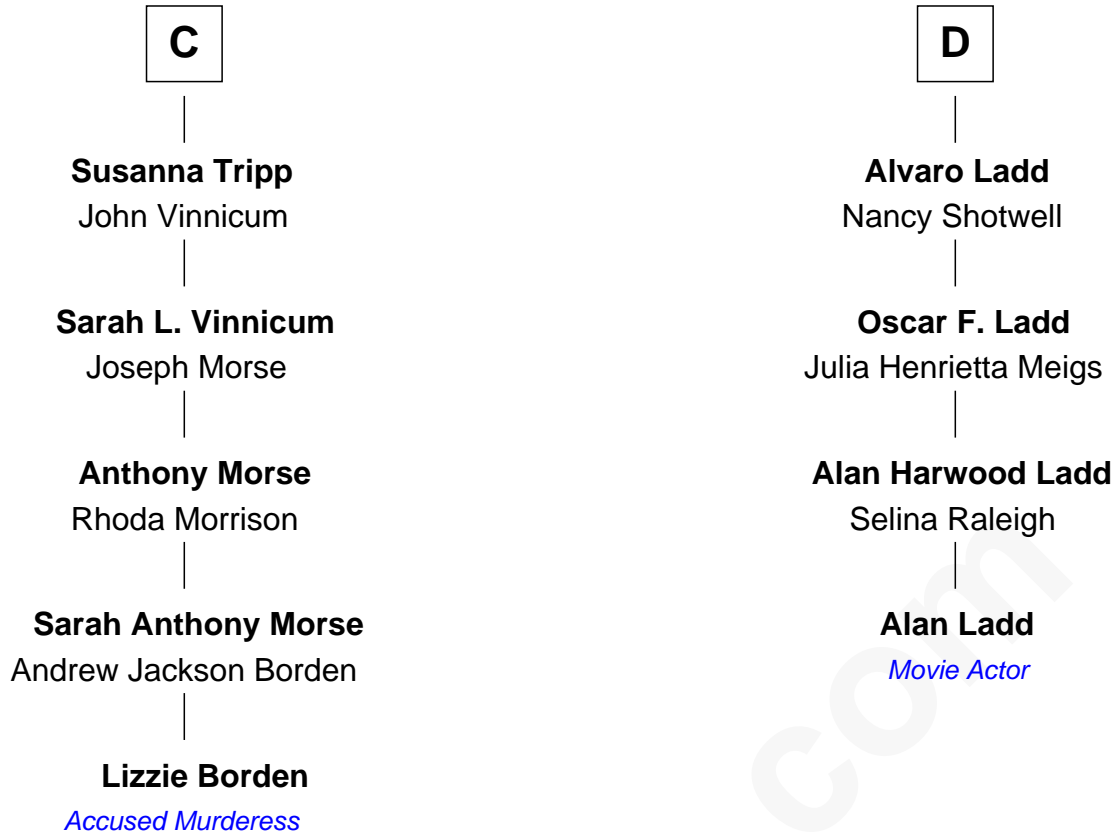 C
Susanna Tripp
John Vinnicum
Sarah L. Vinnicum
Joseph Morse
Anthony Morse
Rhoda Morrison
Sarah Anthony Morse
Andrew Jackson Borden
Lizzie Borden
Accused Murderess
D
Alvaro Ladd
Nancy Shotwell
Oscar F. Ladd
Julia Henrietta Meigs
Alan Harwood Ladd
Selina Raleigh
Alan Ladd
Movie Actor
com